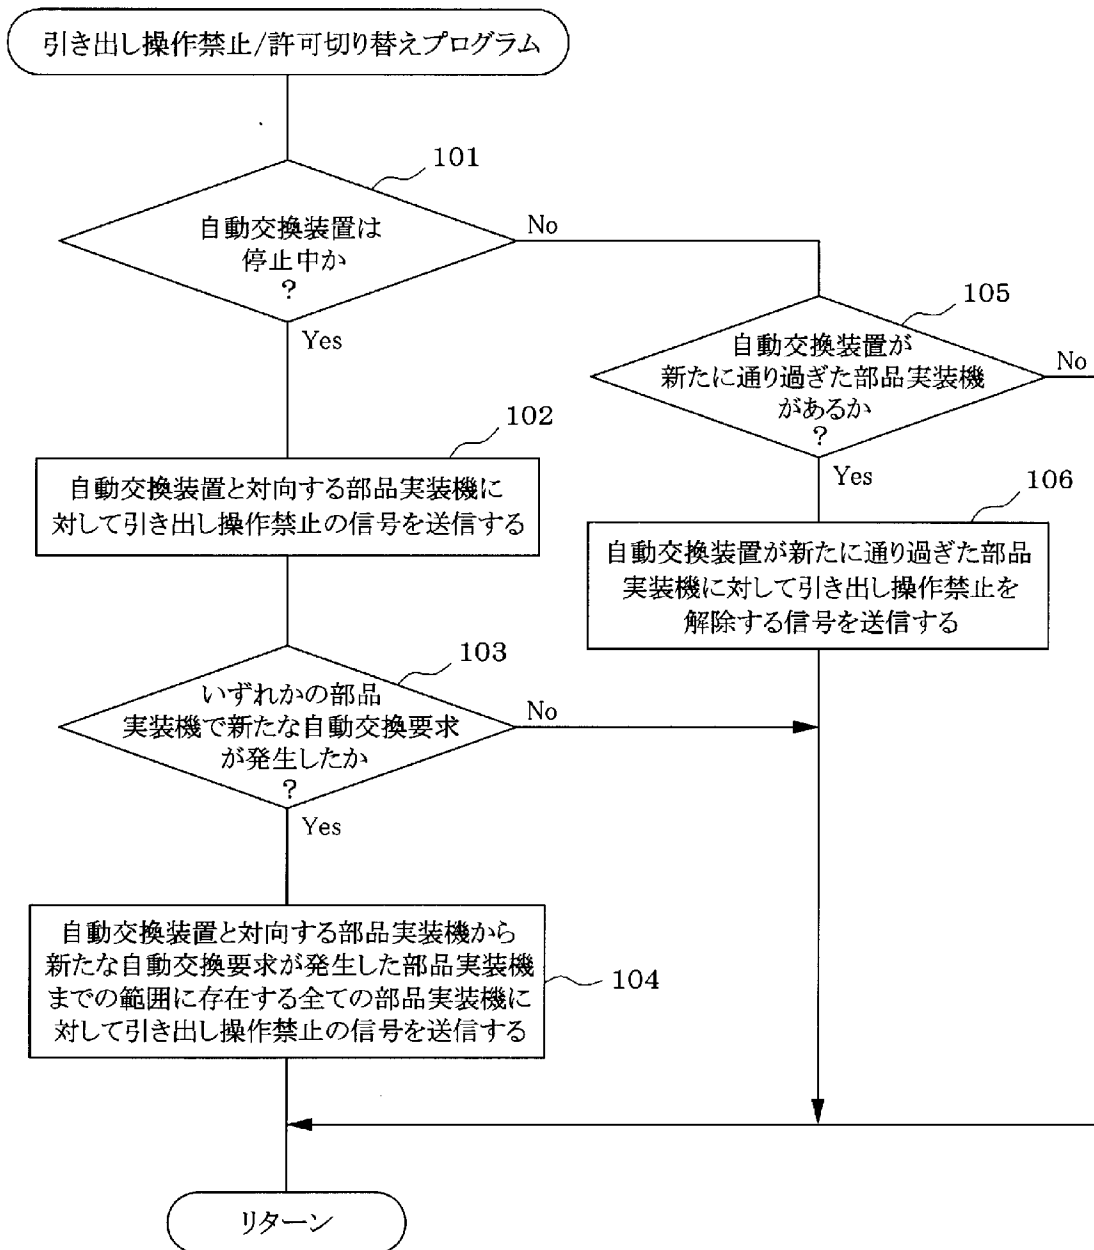 引き出し操作禁止/許可切り替えプログラム
101
自動交換装置は
停止中か
?
No
Yes
105
自動交換装置が
新たに通り過ぎた部品実装機
があるか
?
No
Yes
102
自動交換装置と対向する部品実装機に
対して引き出し操作禁止の信号を送信する
106
自動交換装置が新たに通り過ぎた部品
実装機に対して引き出し操作禁止を
解除する信号を送信する
103
いずれかの部品
実装機で新たな自動交換要求
が発生したか
?
No
Yes
自動交換装置と対向する部品実装機から
新たな自動交換要求が発生した部品実装機
までの範囲に存在する全ての部品実装機に
対して引き出し操作禁止の信号を送信する
104
リターン